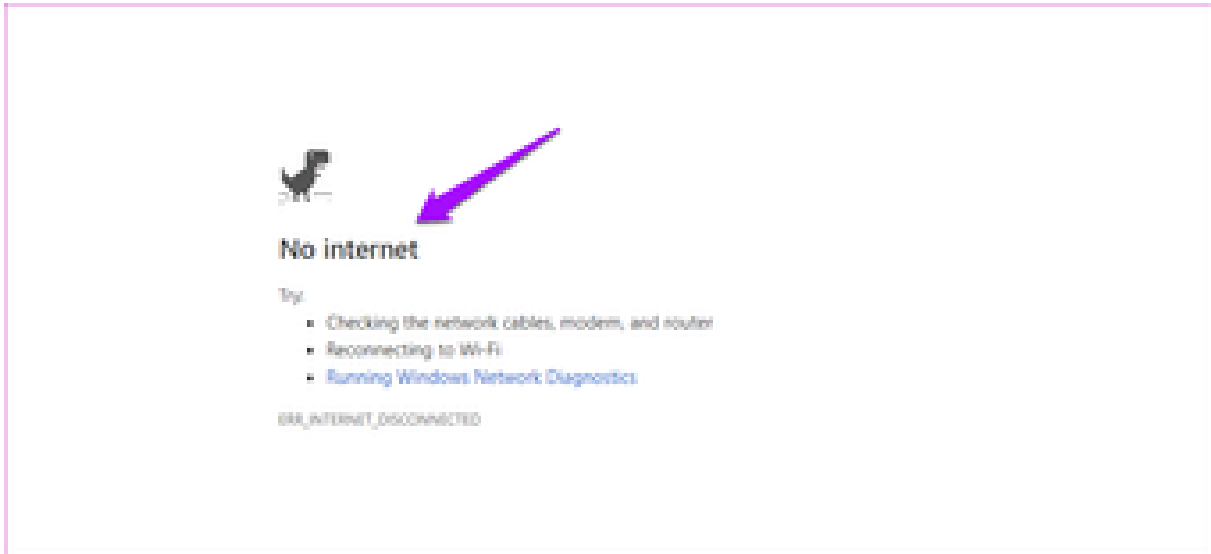 No internet
Try:
• Checking the network cables, modem, and router
• Reconnecting to Wi-Fi
• Running Windows Network Diagnostics
ERR_INTERNET_DISCONNECTED